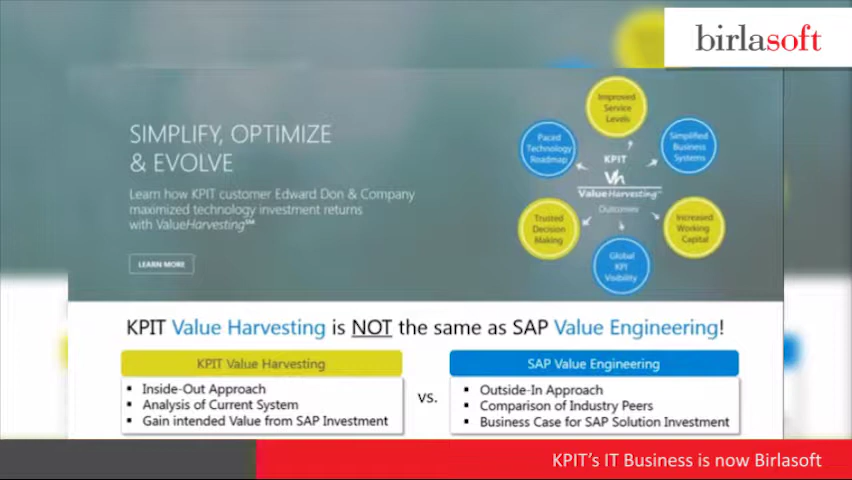 birlasoft
SIMPLIFY, OPTIMIZE
& EVOLVE
Learn how KPIT customer Edward Don & Company
maximized technology investment returns
with ValueHarvesting℠
LEARN MORE
Improved
Service
Levels
Paced
Technology
Roadmap
Simplified
Business
Systems
KPIT
Vh
ValueHarvesting
Outcomes
Trusted
Decision
Making
Increased
Working
Capital
Global
KPI
Visibility
KPIT Value Harvesting is NOT the same as SAP Value Engineering!
KPIT Value Harvesting
▪ Inside-Out Approach
▪ Analysis of Current System
▪ Gain intended Value from SAP Investment
vs.
SAP Value Engineering
▪ Outside-In Approach
▪ Comparison of Industry Peers
▪ Business Case for SAP Solution Investment
KPIT's IT Business is now Birlasoft